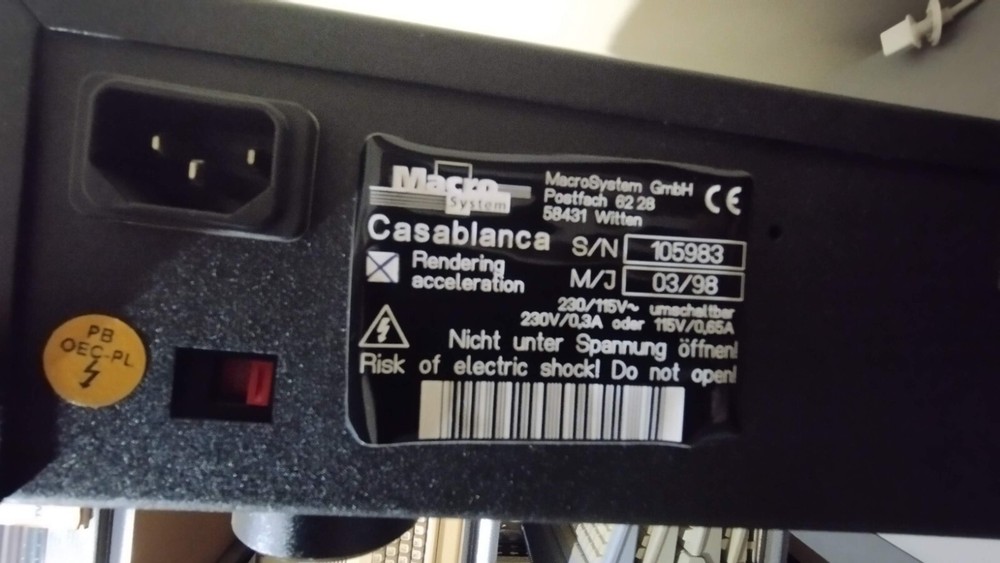 Macro
System
MacroSystem GmbH
Postfach 62 28
58431 Witten
CE
Casablanca
S/N 105983
Rendering
acceleration
M/J 03/98
230/115V~ umschaltbar
230V/0,3A oder 115V/0,65A
Nicht unter Spannung öffnen!
Risk of electric shock! Do not open!
PB
OEC-PL